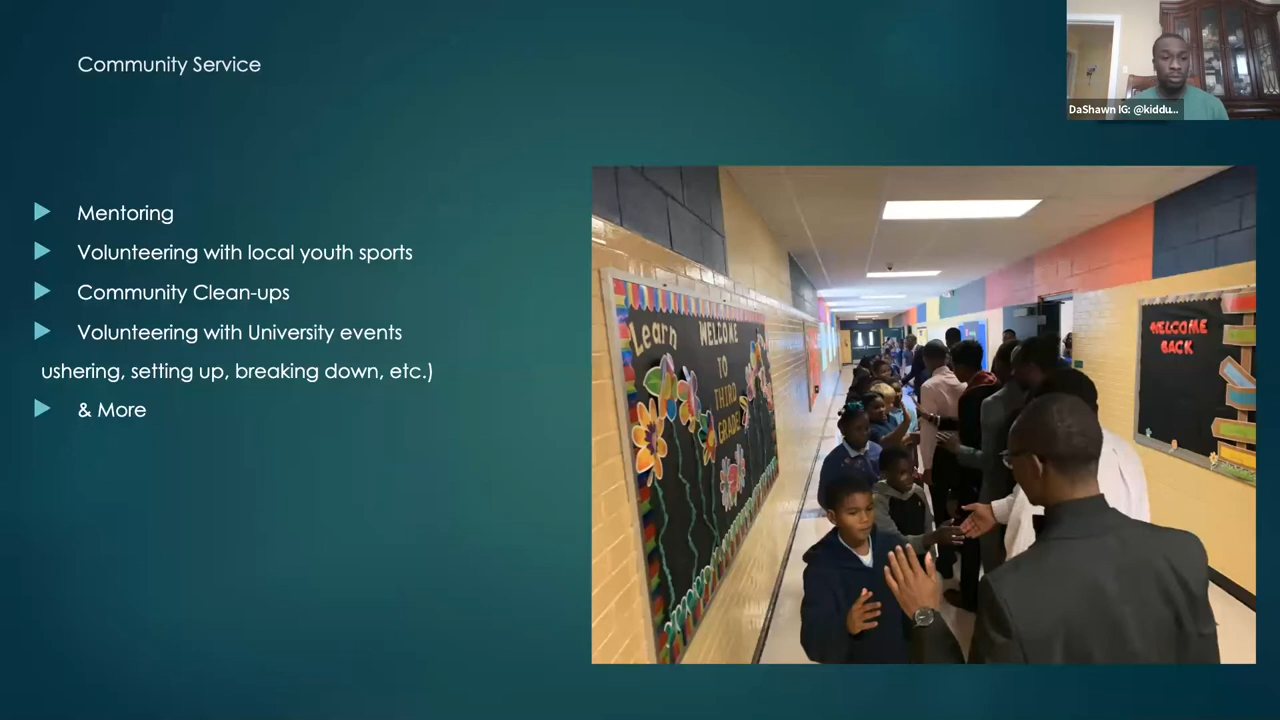 Community Service
DaShawn IG: @kiddu...
Mentoring
Volunteering with local youth sports
Community Clean-ups
Volunteering with University events
ushering, setting up, breaking down, etc.)
& More
Learn
WELCOME
TO
THIRD
GRADE!
WELCOME
BACK